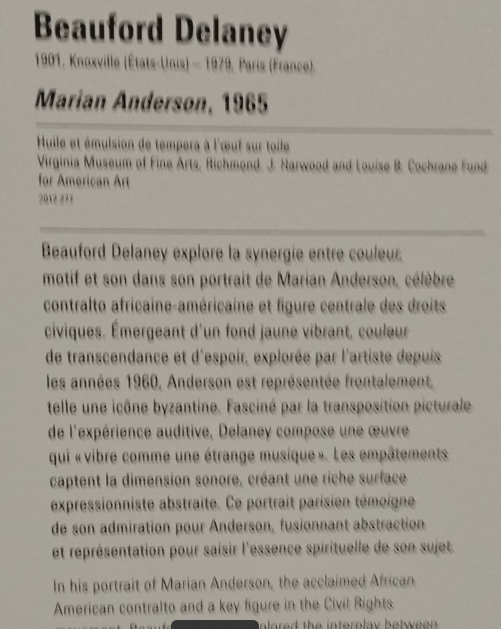 Beauford Delaney
1901, Knoxville (États-Unis) – 1979, Paris (France)
Marian Anderson, 1965
Huile et émulsion de tempera à l'œuf sur toile
Virginia Museum of Fine Arts, Richmond. J. Harwood and Louise B. Cochrane Fund
for American Art
2012.277
Beauford Delaney explore la synergie entre couleur,
motif et son dans son portrait de Marian Anderson, célèbre
contralto africaine-américaine et figure centrale des droits
civiques. Émergeant d'un fond jaune vibrant, couleur
de transcendance et d'espoir, explorée par l'artiste depuis
les années 1960, Anderson est représentée frontalement,
telle une icône byzantine. Fasciné par la transposition picturale
de l'expérience auditive, Delaney compose une œuvre
qui « vibre comme une étrange musique ». Les empâtements
captent la dimension sonore, créant une riche surface
expressionniste abstraite. Ce portrait parisien témoigne
de son admiration pour Anderson, fusionnant abstraction
et représentation pour saisir l'essence spirituelle de son sujet.
In his portrait of Marian Anderson, the acclaimed African
American contralto and a key figure in the Civil Rights
the interplay between